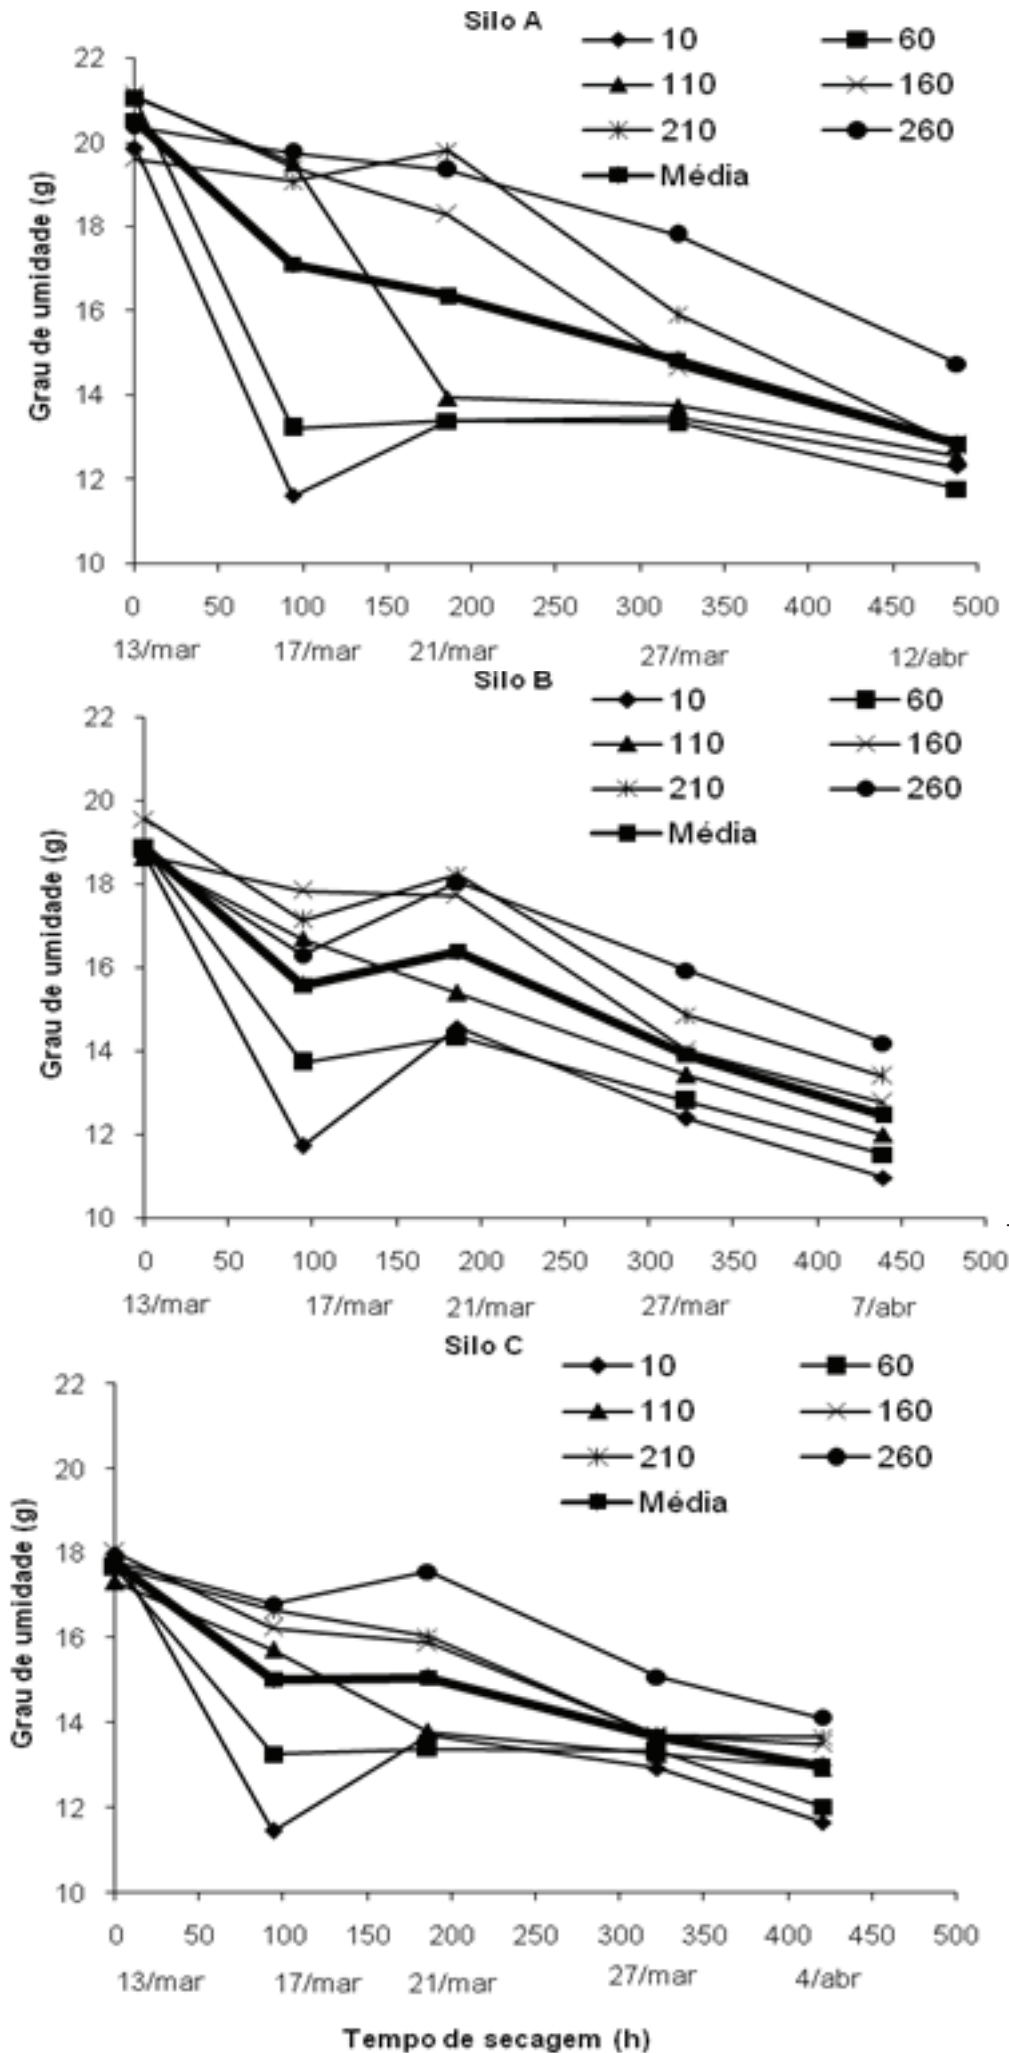 Silo A
10 60
110 160
210 260
Média
Grau de umidade (g)
22
20
18
16
14
12
10
0 50 100 150 200 250 300 350 400 450 500
13/mar 17/mar 21/mar 27/mar 12/abr
Silo B
10 60
110 160
210 260
Média
Grau de umidade (g)
22
20
18
16
14
12
10
0 50 100 150 200 250 300 350 400 450 500
13/mar 17/mar 21/mar 27/mar 7/abr
Silo C
10 60
110 160
210 260
Média
Grau de umidade (g)
22
20
18
16
14
12
10
0 50 100 150 200 250 300 350 400 450 500
13/mar 17/mar 21/mar 27/mar 4/abr
Tempo de secagem (h)